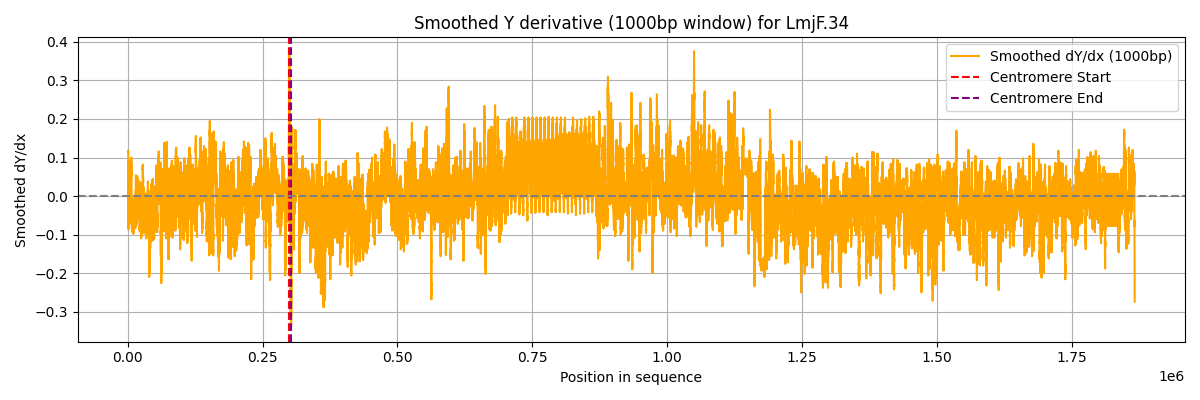 Smoothed Y derivative (1000bp window) for LmjF.34
Smoothed dY/dx
0.4
0.3
0.2
0.1
0.0
−0.1
−0.2
−0.3
Smoothed dY/dx (1000bp)
Centromere Start
Centromere End
0.00 0.25 0.50 0.75 1.00 1.25 1.50 1.75
1e6
Position in sequence